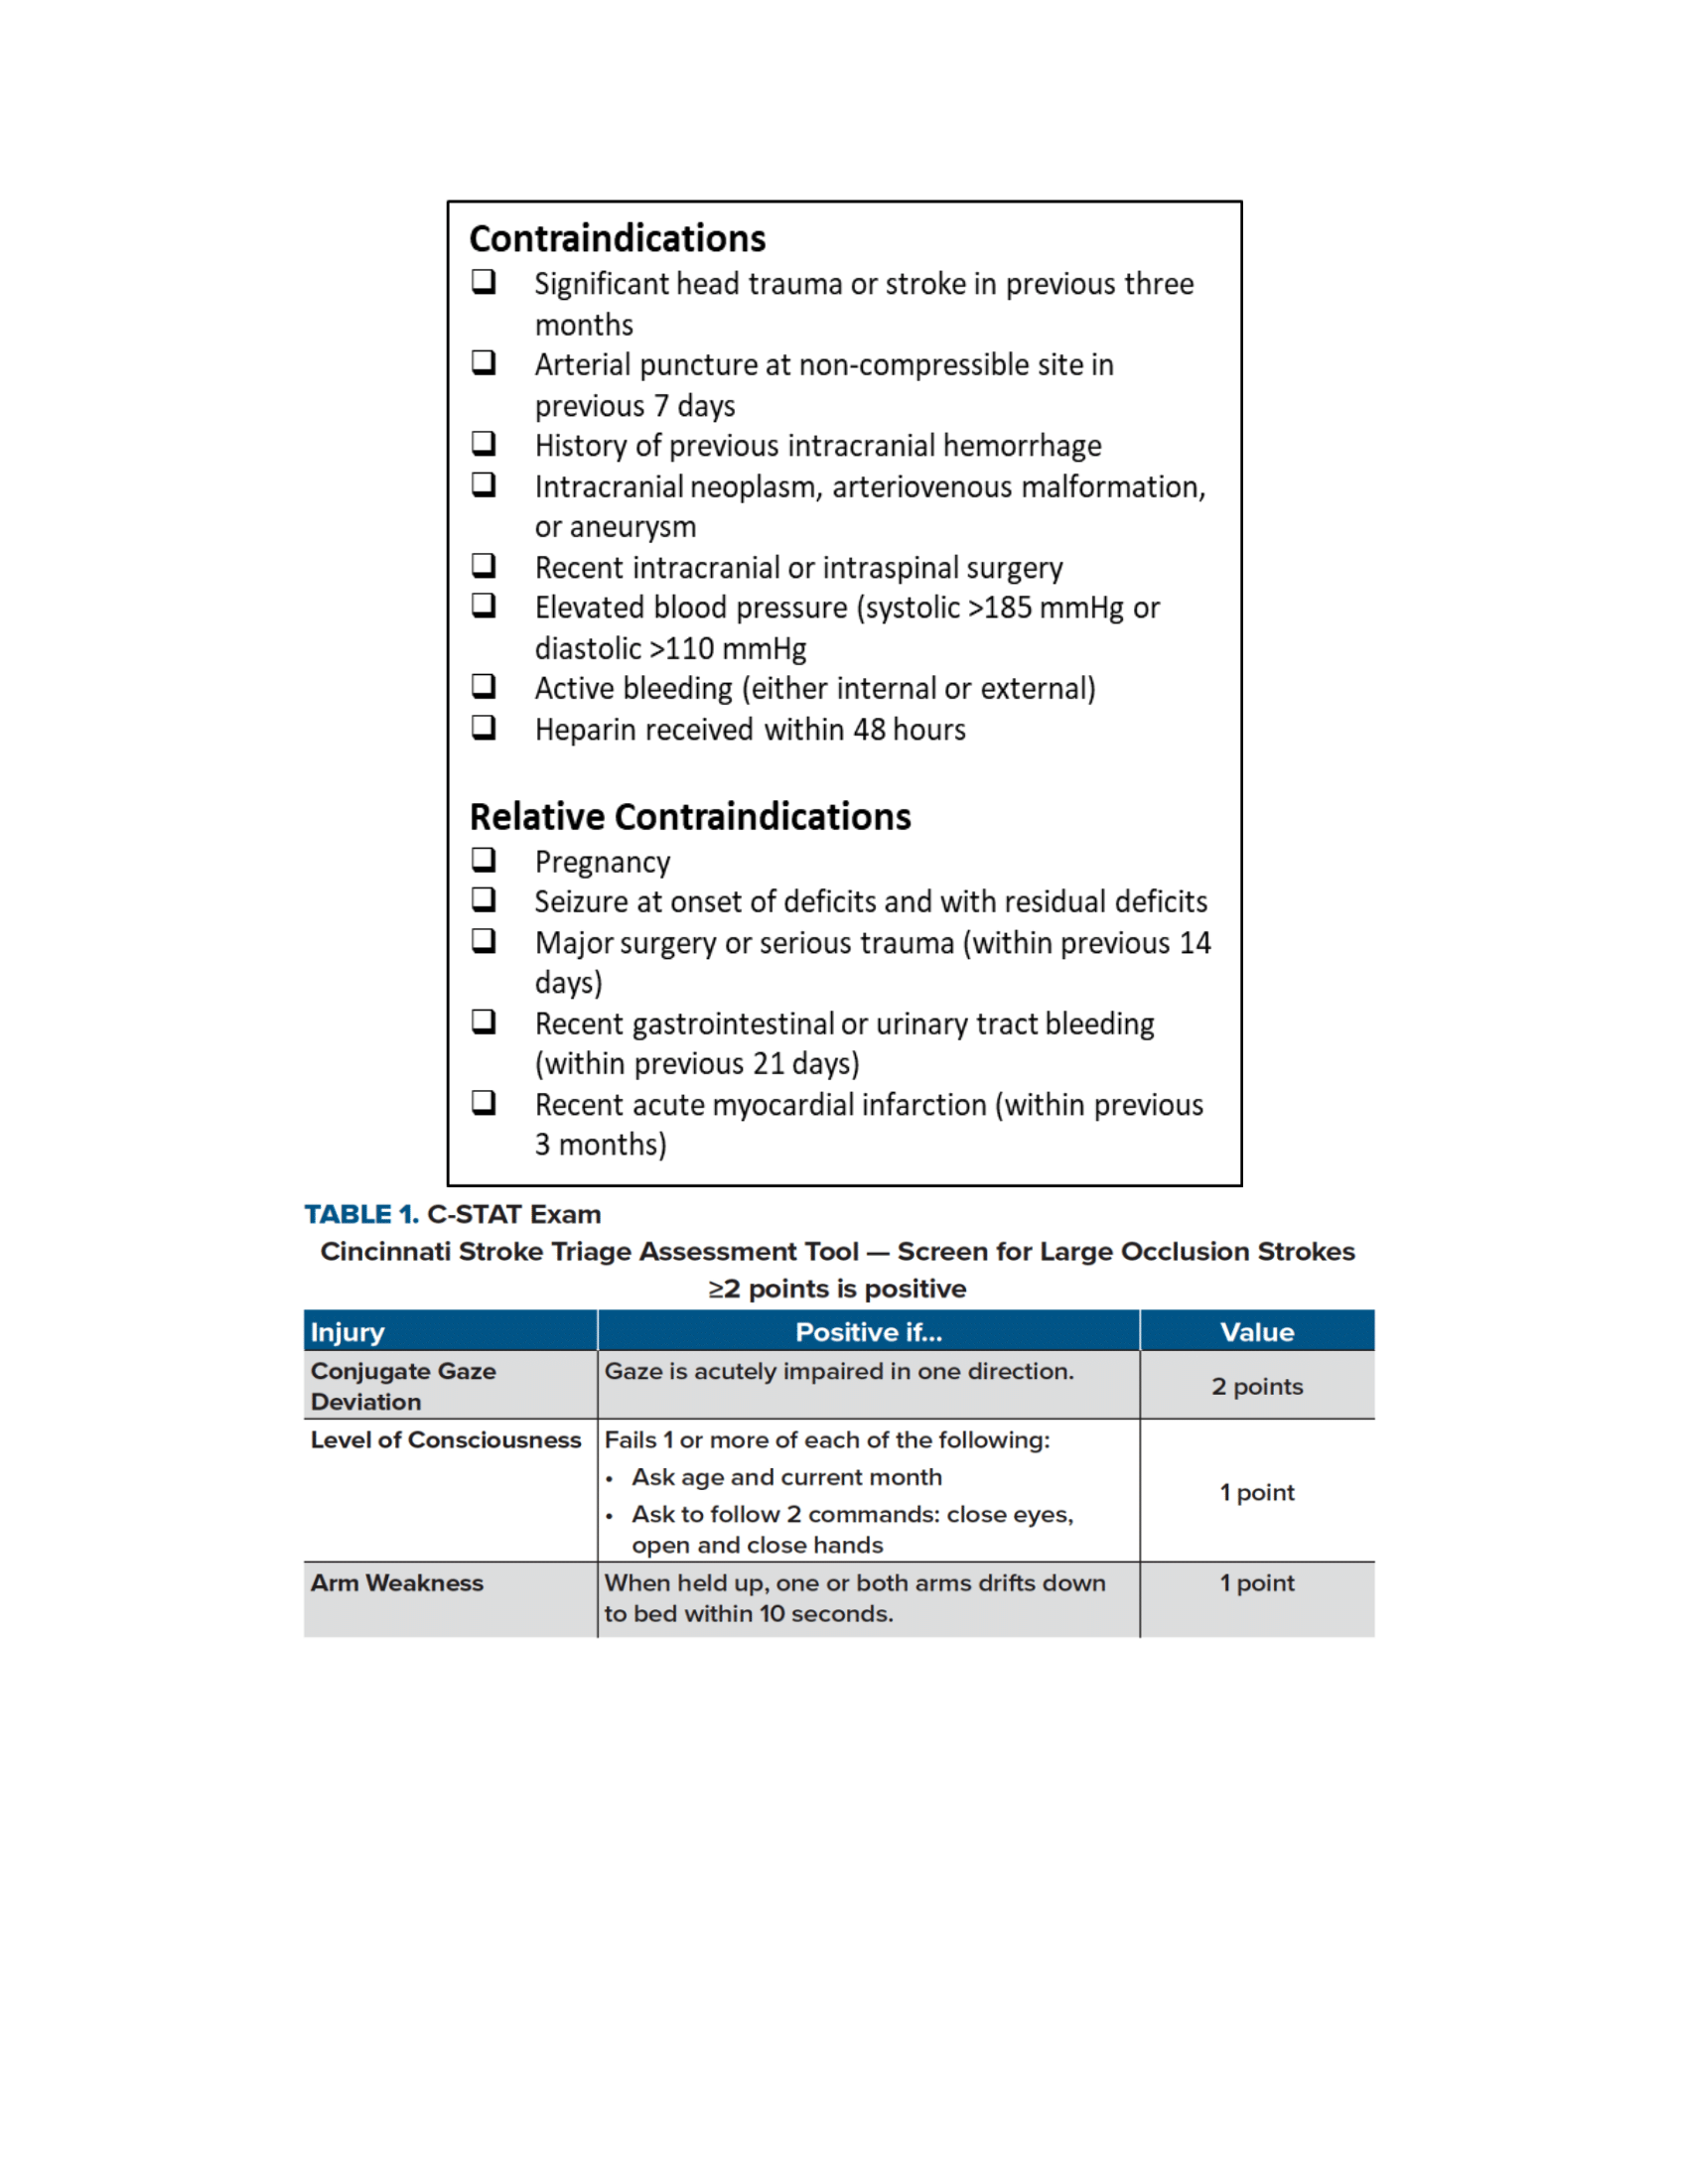 Contraindications
❑ Significant head trauma or stroke in previous three
months
❑ Arterial puncture at non-compressible site in
previous 7 days
❑ History of previous intracranial hemorrhage
❑ Intracranial neoplasm, arteriovenous malformation,
or aneurysm
❑ Recent intracranial or intraspinal surgery
❑ Elevated blood pressure (systolic >185 mmHg or
diastolic >110 mmHg
❑ Active bleeding (either internal or external)
❑ Heparin received within 48 hours
Relative Contraindications
❑ Pregnancy
❑ Seizure at onset of deficits and with residual deficits
❑ Major surgery or serious trauma (within previous 14
days)
❑ Recent gastrointestinal or urinary tract bleeding
(within previous 21 days)
❑ Recent acute myocardial infarction (within previous
3 months)
TABLE 1. C-STAT Exam
Cincinnati Stroke Triage Assessment Tool — Screen for Large Occlusion Strokes
≥2 points is positive
Injury Positive if... Value
Conjugate Gaze
Deviation
Gaze is acutely impaired in one direction.
2 points
Level of Consciousness
Fails 1 or more of each of the following:
• Ask age and current month
• Ask to follow 2 commands: close eyes,
open and close hands
1 point
Arm Weakness
When held up, one or both arms drifts down
to bed within 10 seconds.
1 point